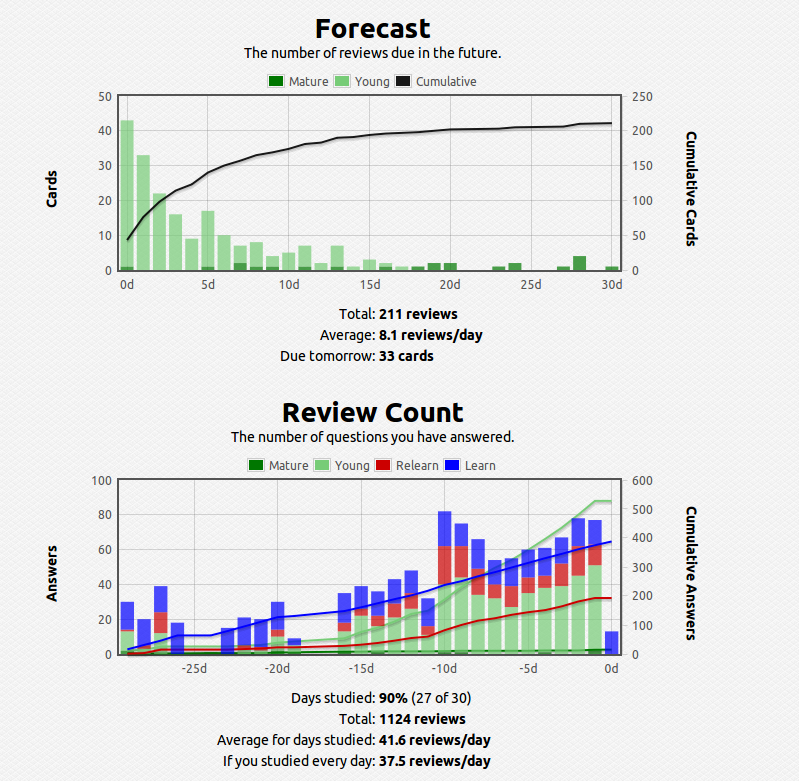 Forecast
The number of reviews due in the future.
Mature Young Cumulative
50 250
40 200
30 150
20 100
10 50
0 0
Cards
Cumulative Cards
0d 5d 10d 15d 20d 25d 30d
Total: 211 reviews
Average: 8.1 reviews/day
Due tomorrow: 33 cards
Review Count
The number of questions you have answered.
Mature Young Relearn Learn
100 600
80 500
60 400
40 300
20 200
0 100
0
Answers
Cumulative Answers
-25d -20d -15d -10d -5d 0d
Days studied: 90% (27 of 30)
Total: 1124 reviews
Average for days studied: 41.6 reviews/day
If you studied every day: 37.5 reviews/day